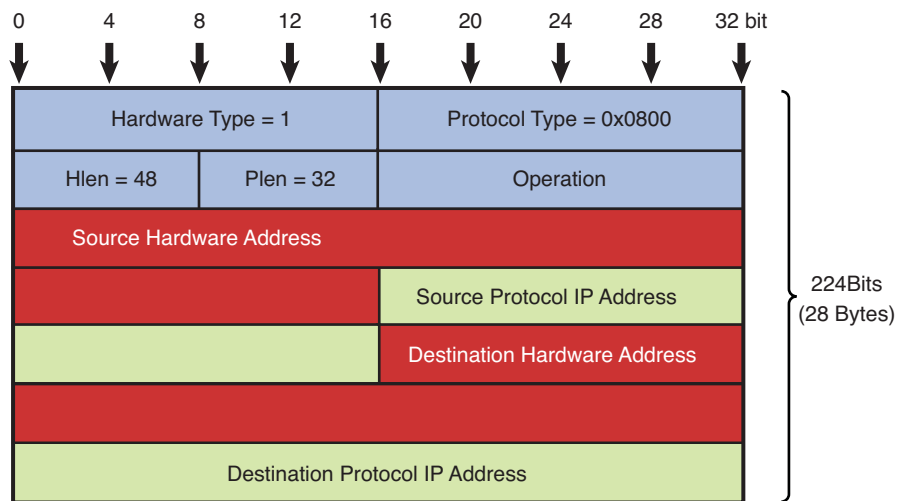 0 4 8 12 16 20 24 28 32 bit
Hardware Type = 1 Protocol Type = 0x0800
Hlen = 48 Plen = 32 Operation
Source Hardware Address
Source Protocol IP Address
Destination Hardware Address
Destination Protocol IP Address
224Bits
(28 Bytes)